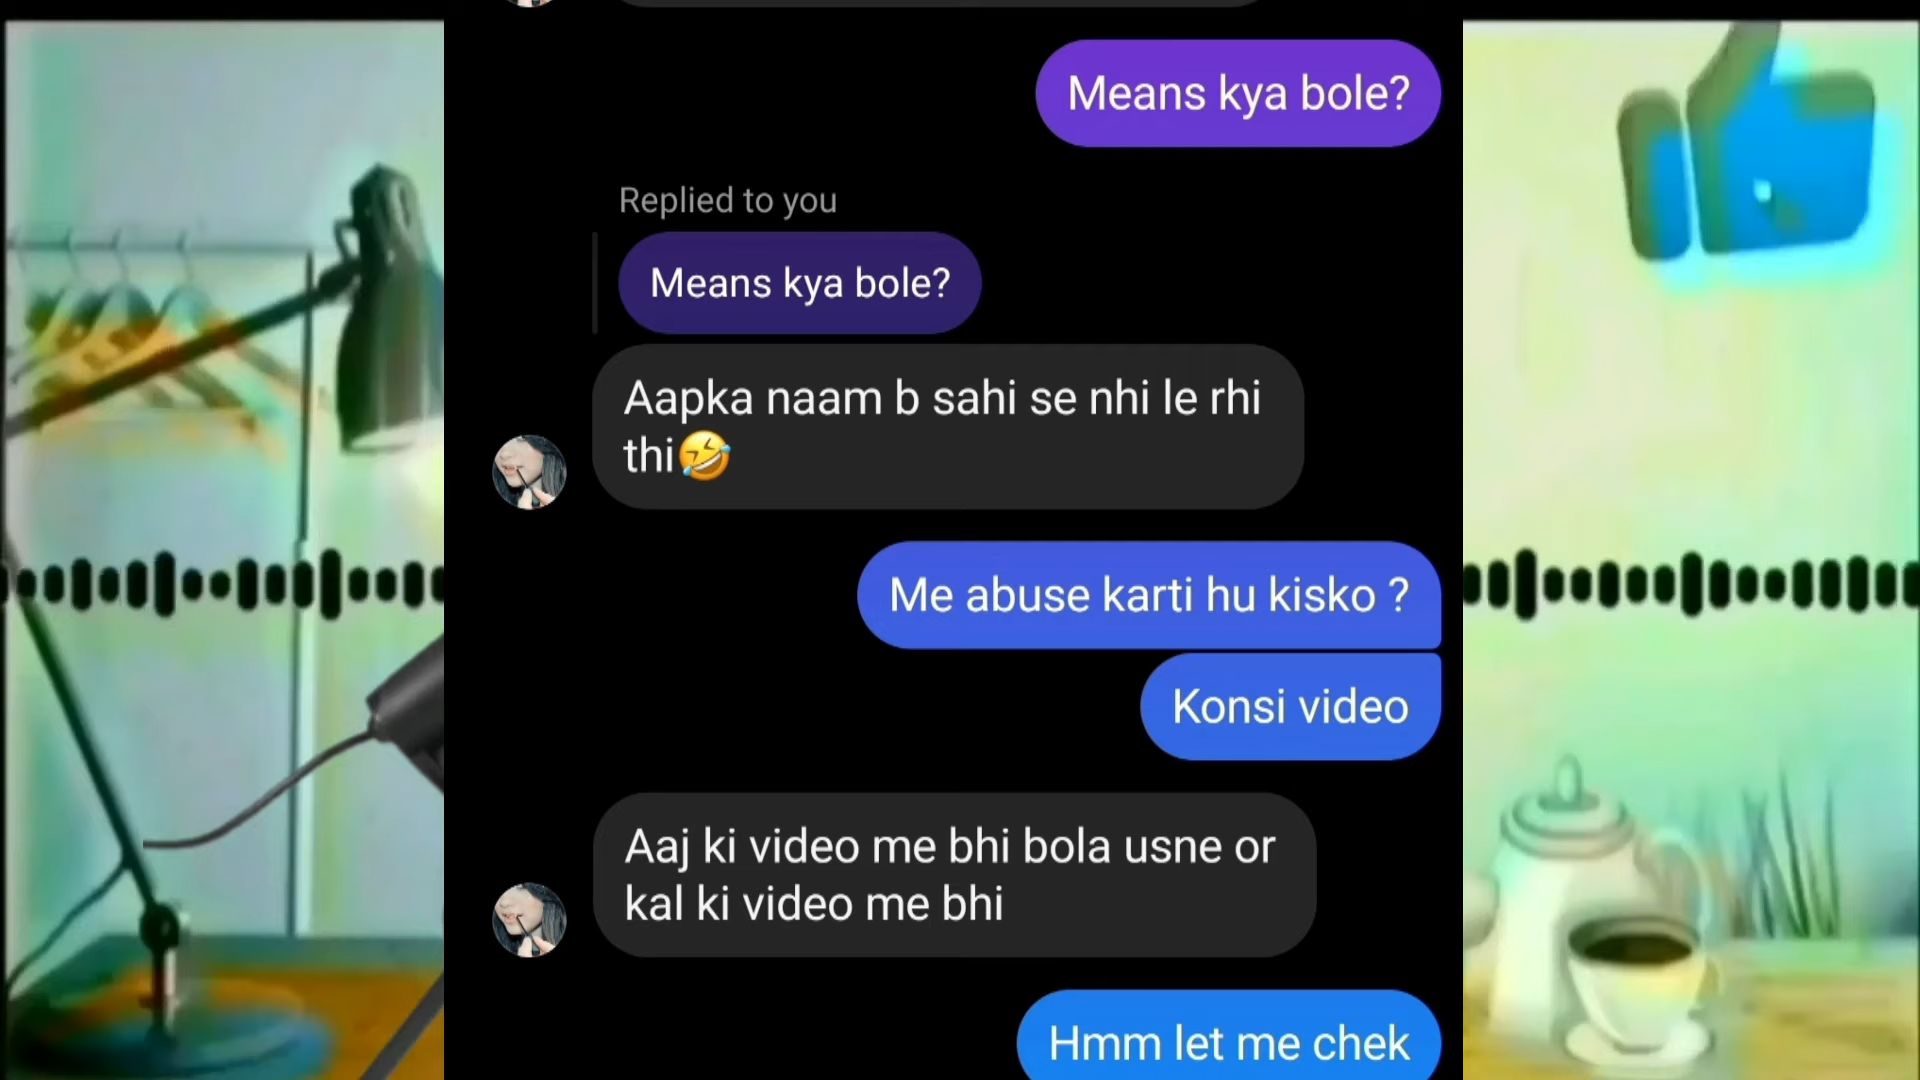 Means kya bole?
Replied to you
Means kya bole?
Aapka naam b sahi se nhi le rhi
thi🤣
Me abuse karti hu kisko ?
Konsi video
Aaj ki video me bhi bola usne or
kal ki video me bhi
Hmm let me chek